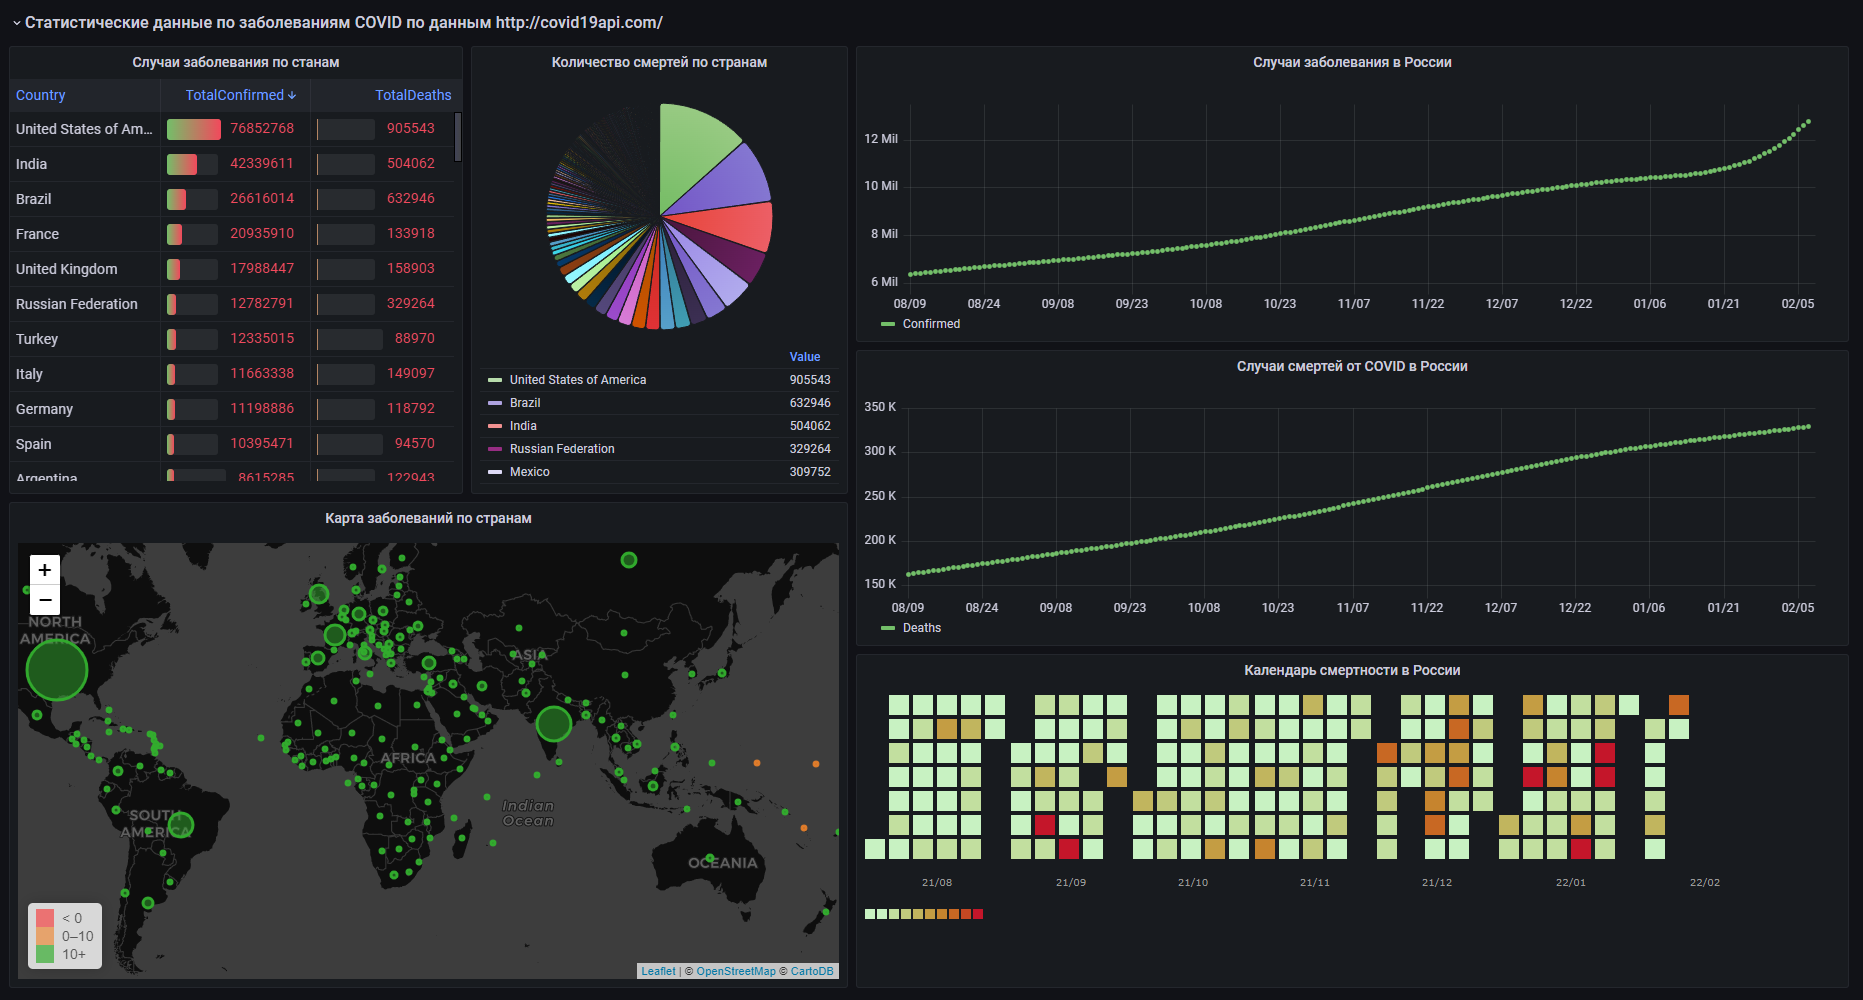 Статистические данные по заболеваниям COVID по данным http://covid19api.com/
Случаи заболевания по станам
Country TotalConfirmed TotalDeaths
United States of Am... 76852768 905543
India 42339611 504062
Brazil 26616014 632946
France 20935910 133918
United Kingdom 17988447 158903
Russian Federation 12782791 329264
Turkey 12335015 88970
Italy 11663338 149097
Germany 11198886 118792
Spain 10395471 94570
Argentina 8615285 122943
Количество смертей по странам
Value
United States of America 905543
Brazil 632946
India 504062
Russian Federation 329264
Mexico 309752
Случаи заболевания в России
12 Mil
10 Mil
8 Mil
6 Mil
08/09 08/24 09/08 09/23 10/08 10/23 11/07 11/22 12/07 12/22 01/06 01/21 02/05
Confirmed
Случаи смертей от COVID в России
350 K
300 K
250 K
200 K
150 K
08/09 08/24 09/08 09/23 10/08 10/23 11/07 11/22 12/07 12/22 01/06 01/21 02/05
Deaths
Карта заболеваний по странам
+
−
NORTH
AMERICA
ASIA
AFRICA
Indian
Ocean
SOUTH
AMERICA
OCEANIA
< 0
0–10
10+
Leaflet | © OpenStreetMap © CartoDB
Календарь смертности в России
21/08 21/09 21/10 21/11 21/12 22/01 22/02